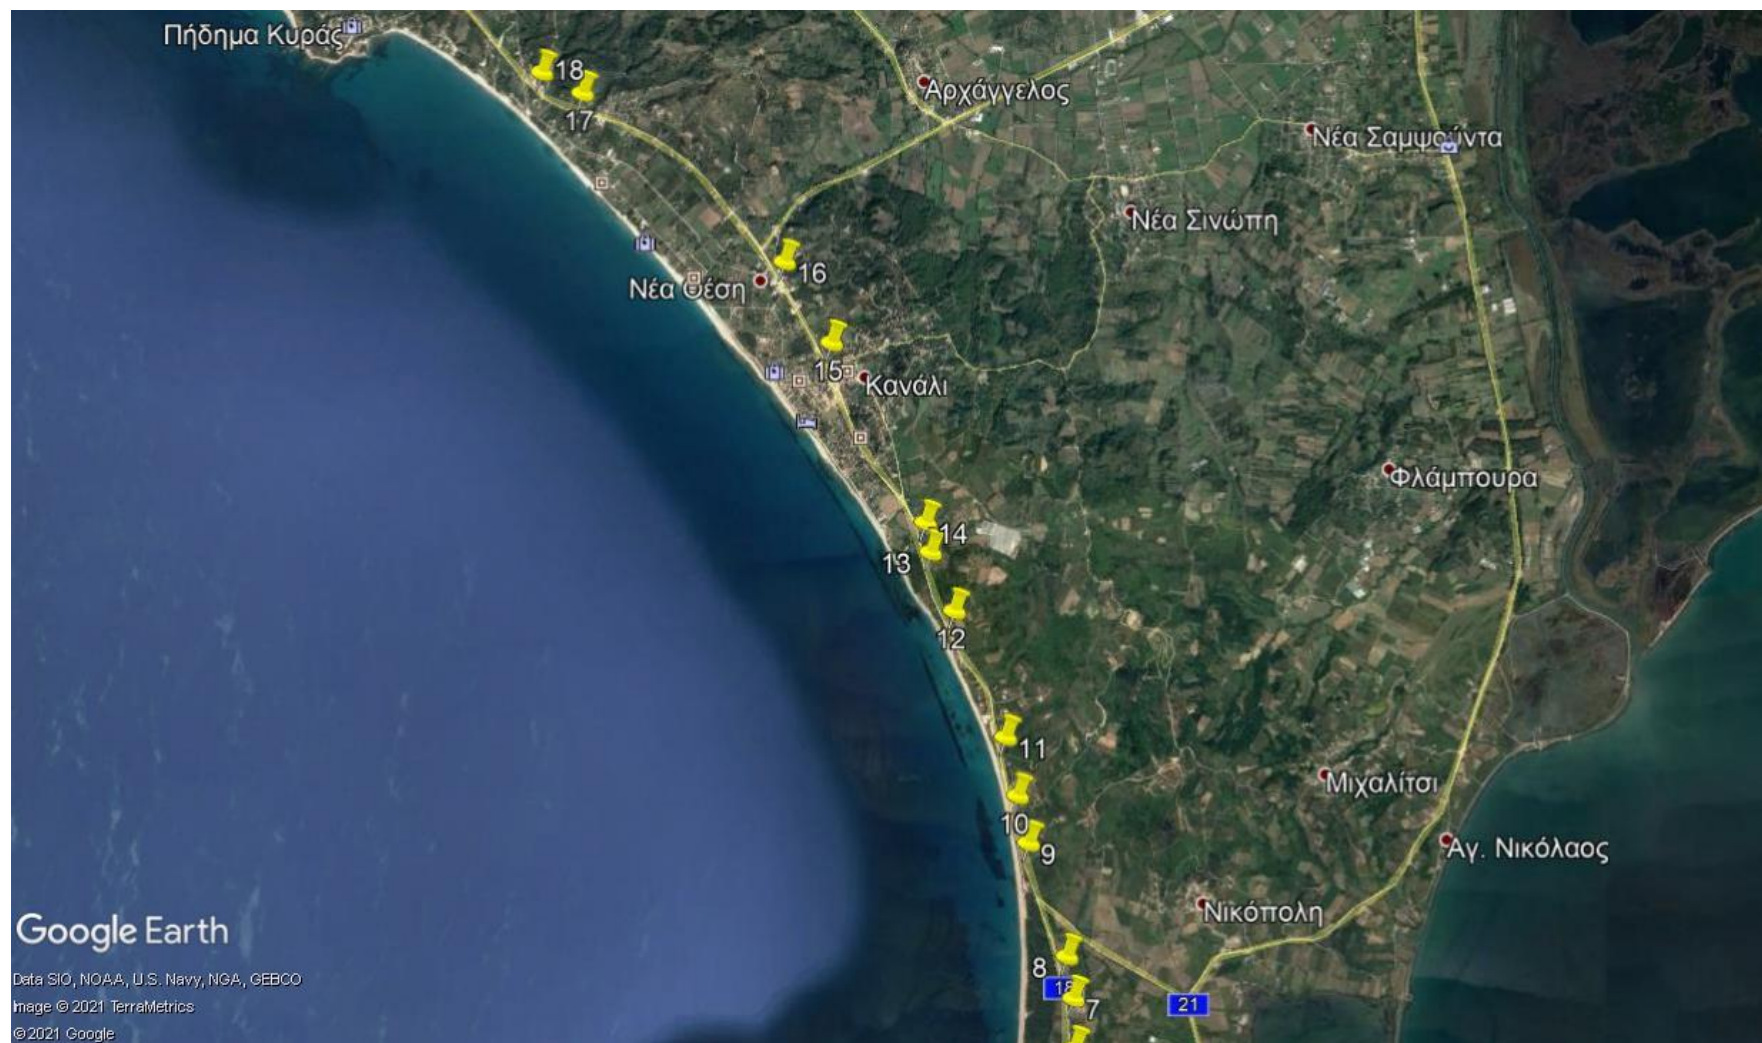 Πήδημα Κυράς
18
17
Αρχάγγελος
Νέα Σαμψούντα
Νέα Σινώπη
16
Νέα Θέση
15
Κανάλι
Φλάμπουρα
14
13
12
11
Μιχαλίτσι
10
9
Αγ. Νικόλαος
Νικόπολη
Google Earth
8
18
7
21
Data SIO, NOAA, U.S. Navy, NGA, GEBCO
Image © 2021 TerraMetrics
© 2021 Google